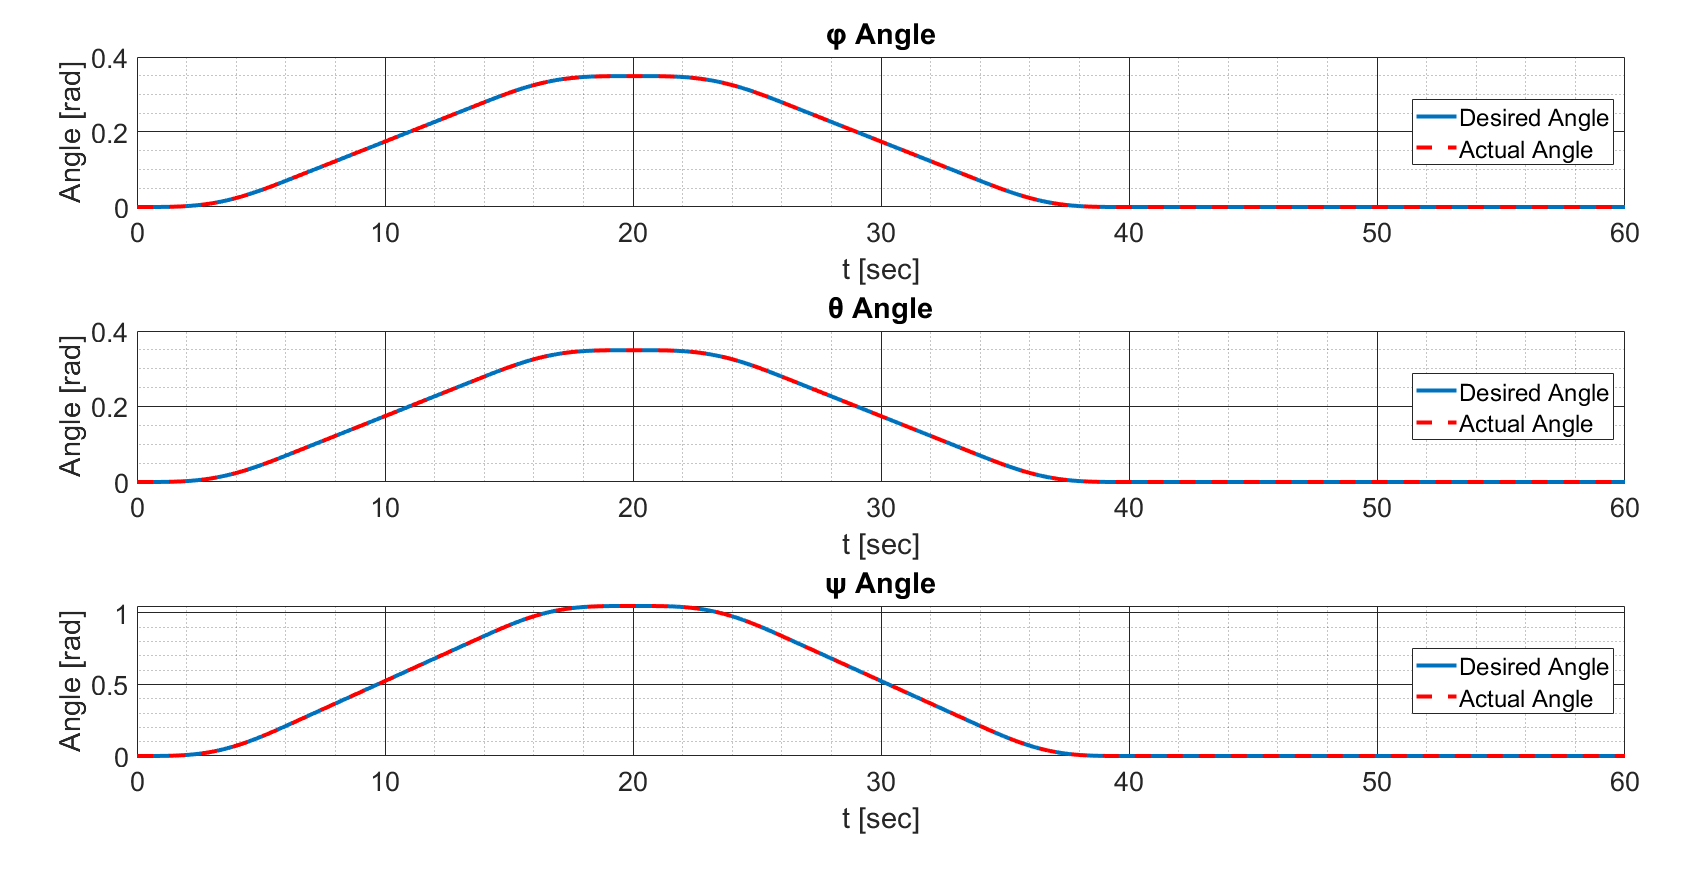 φ Angle
0.4
0.2
0
Angle [rad]
Desired Angle
Actual Angle
0 10 20 30 40 50 60
t [sec]
θ Angle
0.4
0.2
0
Angle [rad]
Desired Angle
Actual Angle
0 10 20 30 40 50 60
t [sec]
ψ Angle
1
0.5
0
Angle [rad]
Desired Angle
Actual Angle
0 10 20 30 40 50 60
t [sec]